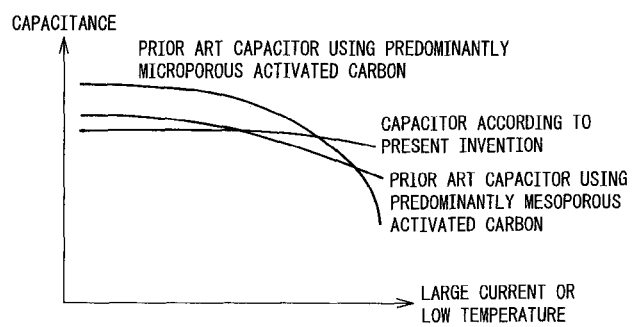 CAPACITANCE
PRIOR ART CAPACITOR USING PREDOMINANTLY
MICROPOROUS ACTIVATED CARBON
CAPACITOR ACCORDING TO
PRESENT INVENTION
PRIOR ART CAPACITOR USING
PREDOMINANTLY MESOPOROUS
ACTIVATED CARBON
LARGE CURRENT OR
LOW TEMPERATURE